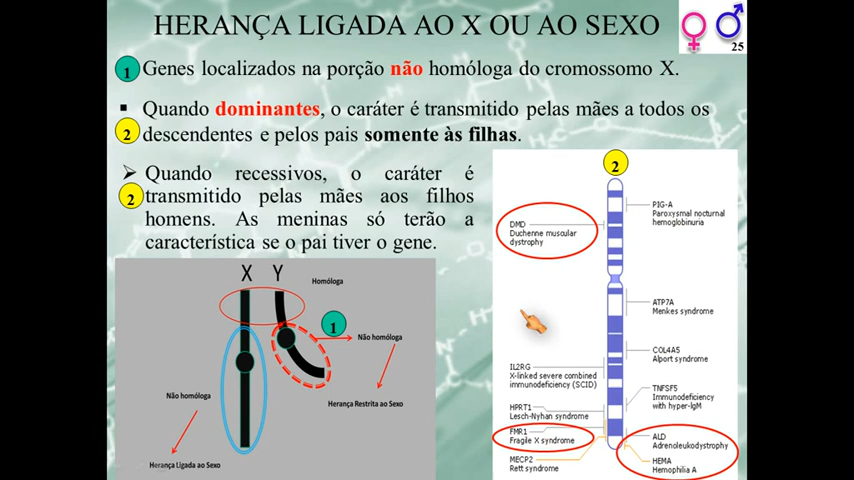 HERANÇA LIGADA AO X OU AO SEXO
25
1 Genes localizados na porção não homóloga do cromossomo X.
Quando dominantes, o caráter é transmitido pelas mães a todos os
2 descendentes e pelos pais somente às filhas.
Quando recessivos, o caráter é
2 transmitido pelas mães aos filhos
homens. As meninas só terão a
característica se o pai tiver o gene.
X Y
Homóloga
1
Não homóloga
Não homóloga
Herança Restrita ao Sexo
Herança Ligada ao Sexo
2
PIG-A
Paroxysmal nocturnal
hemoglobinuria
DMD
Duchenne muscular
dystrophy
ATP7A
Menkes syndrome
COL4A5
Alport syndrome
IL2RG
X-linked severe combined
immunodeficiency (SCID)
TNFSF5
Immunodeficiency
with hyper-IgM
HPRT1
Lesch-Nyhan syndrome
FMR1
Fragile X syndrome
ALD
Adrenoleukodystrophy
MECP2
Rett syndrome
HEMA
Hemophilia A